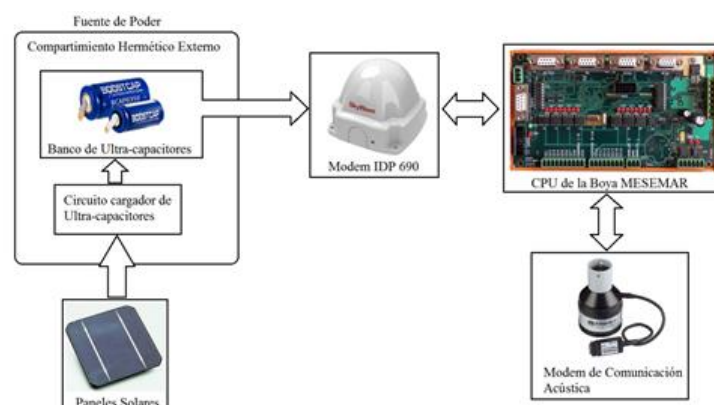 Fuente de Poder
Compartimiento Hermético Externo
BOOSTCAP
BOOSTCAP
Banco de Ultra-capacitores
Circuito cargador de
Ultra-capacitores
Paneles Solares
SkyWave
Modem IDP 690
CPU de la Boya MESEMAR
Modem de Comunicación
Acústica